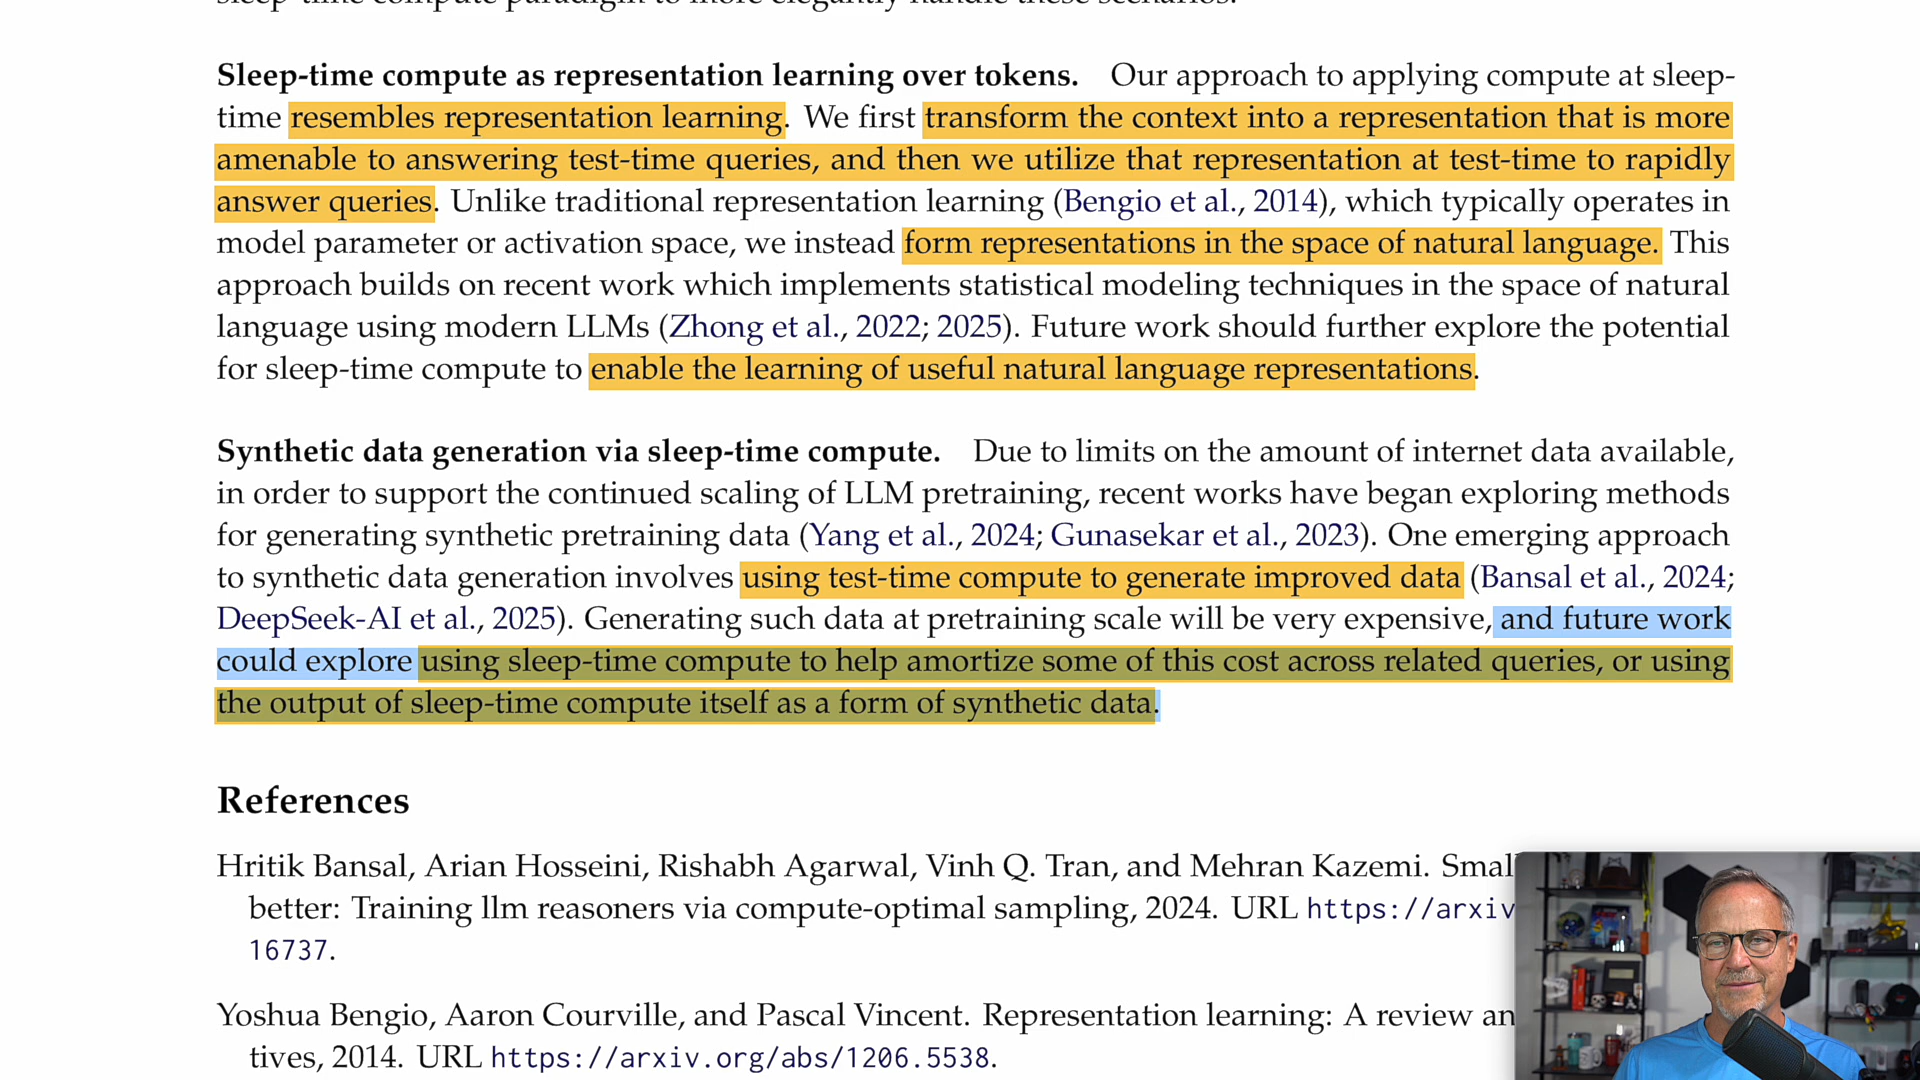 sleep-time compute paradigm to more elegantly handle these scenarios.
Sleep-time compute as representation learning over tokens. Our approach to applying compute at sleep-
time resembles representation learning. We first transform the context into a representation that is more
amenable to answering test-time queries, and then we utilize that representation at test-time to rapidly
answer queries. Unlike traditional representation learning (Bengio et al., 2014), which typically operates in
model parameter or activation space, we instead form representations in the space of natural language. This
approach builds on recent work which implements statistical modeling techniques in the space of natural
language using modern LLMs (Zhong et al., 2022; 2025). Future work should further explore the potential
for sleep-time compute to enable the learning of useful natural language representations.
Synthetic data generation via sleep-time compute. Due to limits on the amount of internet data available,
in order to support the continued scaling of LLM pretraining, recent works have began exploring methods
for generating synthetic pretraining data (Yang et al., 2024; Gunasekar et al., 2023). One emerging approach
to synthetic data generation involves using test-time compute to generate improved data (Bansal et al., 2024;
DeepSeek-AI et al., 2025). Generating such data at pretraining scale will be very expensive, and future work
could explore using sleep-time compute to help amortize some of this cost across related queries, or using
the output of sleep-time compute itself as a form of synthetic data.
References
Hritik Bansal, Arian Hosseini, Rishabh Agarwal, Vinh Q. Tran, and Mehran Kazemi. Smal
better: Training llm reasoners via compute-optimal sampling, 2024. URL https://arxiv
16737.
Yoshua Bengio, Aaron Courville, and Pascal Vincent. Representation learning: A review an
tives, 2014. URL https://arxiv.org/abs/1206.5538.